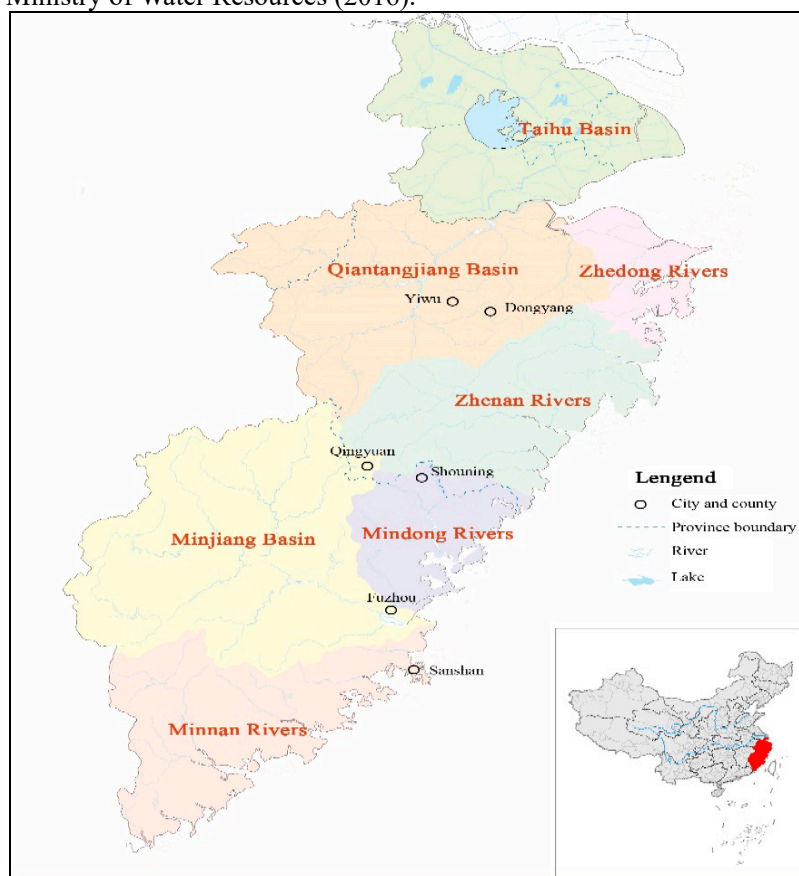 Ministry of Water Resources (2016).
Taihu Basin
Qiantangjiang Basin
Zhedong Rivers
Yiwu
Dongyang
Zhenan Rivers
Qingyuan
Shouning
Lengend
City and county
Province boundary
River
Lake
Minjiang Basin
Mindong Rivers
Fuzhou
Sanshan
Minnan Rivers